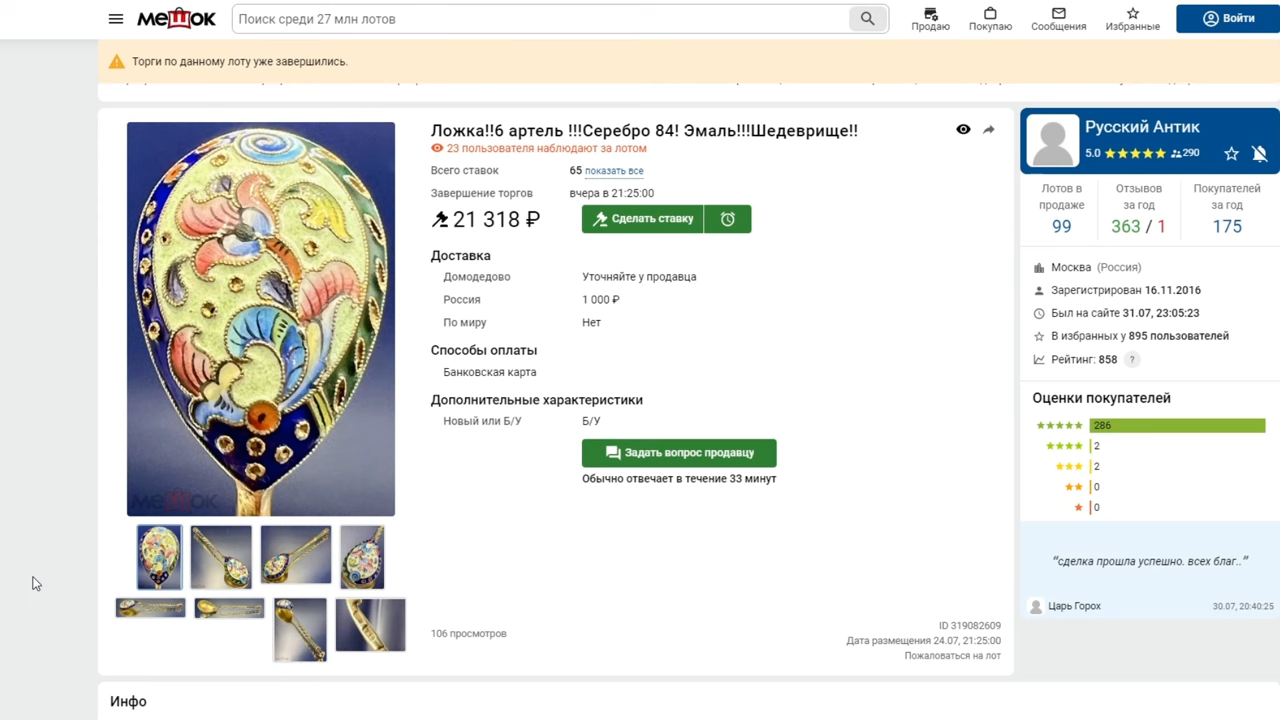 мешок
Поиск среди 27 млн лотов
Продаю
Покупаю
Сообщения
Избранные
Войти
Торги по данному лоту уже завершились.
Ложка!!6 артель !!!Серебро 84! Эмаль!!!Шедеврище!!
23 пользователя наблюдают за лотом
Всего ставок 65 показать все
Завершение торгов вчера в 21:25:00
21 318 ₽ Сделать ставку
Доставка
Домодедово Уточняйте у продавца
Россия 1 000 ₽
По миру Нет
Способы оплаты
Банковская карта
Дополнительные характеристики
Новый или Б/У Б/У
Задать вопрос продавцу
Обычно отвечает в течение 33 минут
мешок
106 просмотров
ID 319082609
Дата размещения 24.07, 21:25:00
Пожаловаться на лот
Русский Антик
5.0 290
Лотов в продаже
99
Отзывов за год
363 / 1
Покупателей за год
175
Москва (Россия)
Зарегистрирован 16.11.2016
Был на сайте 31.07, 23:05:23
В избранных у 895 пользователей
Рейтинг: 858 ?
Оценки покупателей
286
2
2
0
0
“сделка прошла успешно. всех благ..”
Царь Горох 30.07, 20:40:25
Инфо